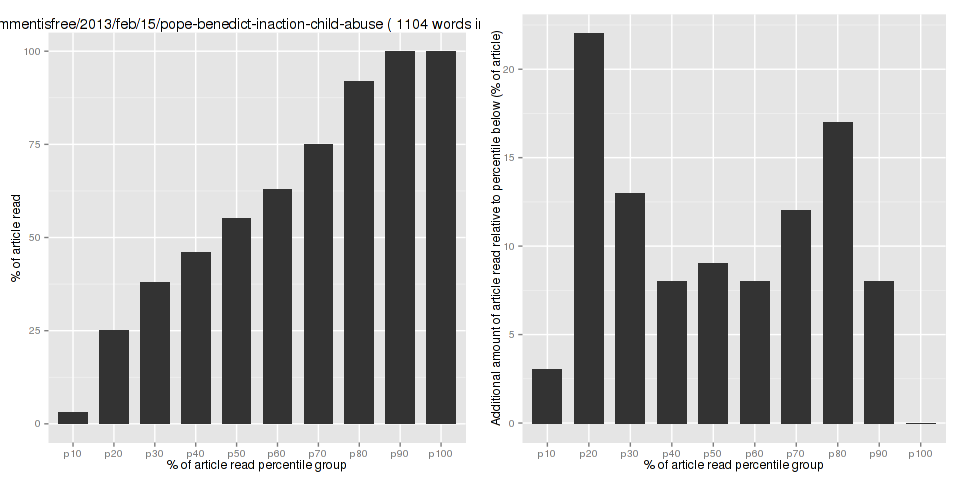 mmentisfree/2013/feb/15/pope-benedict-inaction-child-abuse ( 1104 words i
% of article read
100
75
50
25
0
p10 p20 p30 p40 p50 p60 p70 p80 p90 p100
% of article read percentile group
Additional amount of article read relative to percentile below (% of article)
20
15
10
5
0
p10 p20 p30 p40 p50 p60 p70 p80 p90 p100
% of article read percentile group